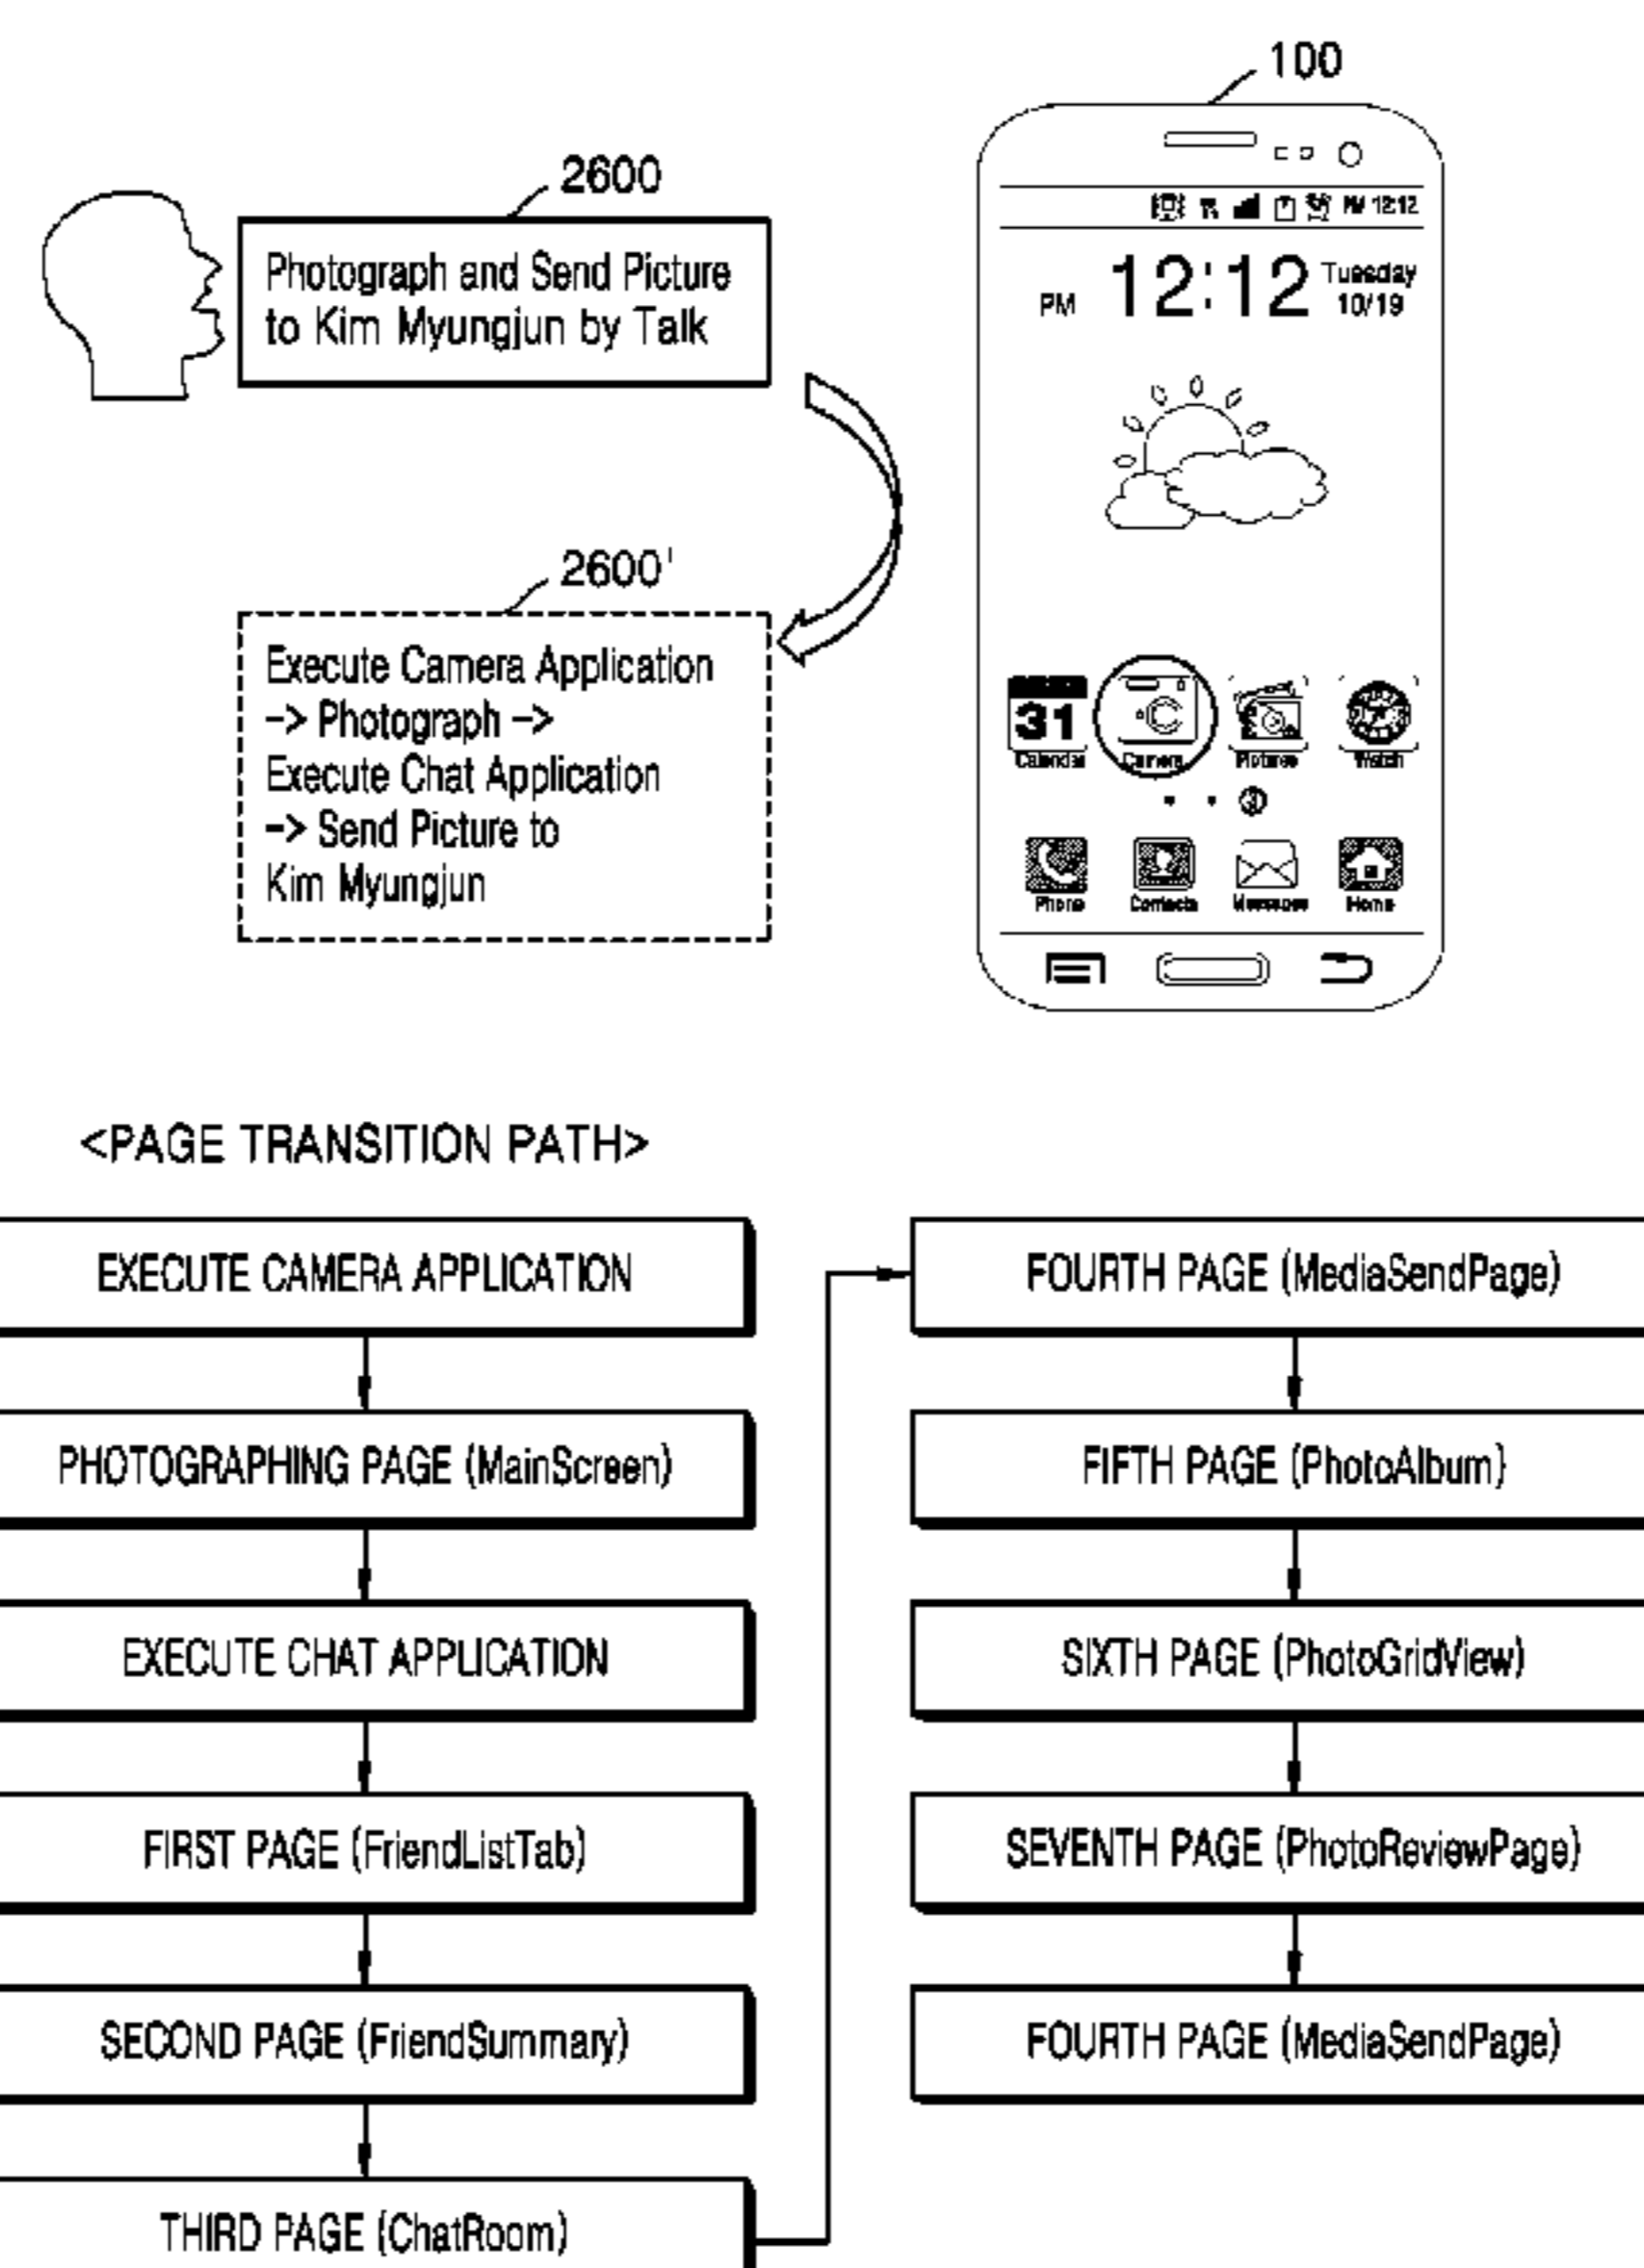 100
2600
Photograph and Send Picture
to Kim Myungjun by Talk
PM 12:12
PM 12:12 Tuesday
10/19
2600'
Execute Camera Application
-> Photograph ->
Execute Chat Application
-> Send Picture to
Kim Myungjun
31
Calendar Camera Pictures Watch
3
Phone Contacts Messages Home
<PAGE TRANSITION PATH>
EXECUTE CAMERA APPLICATION
PHOTOGRAPHING PAGE (MainScreen)
EXECUTE CHAT APPLICATION
FIRST PAGE (FriendListTab)
SECOND PAGE (FriendSummary)
THIRD PAGE (ChatRoom)
FOURTH PAGE (MediaSendPage)
FIFTH PAGE (PhotoAlbum)
SIXTH PAGE (PhotoGridView)
SEVENTH PAGE (PhotoReviewPage)
FOURTH PAGE (MediaSendPage)